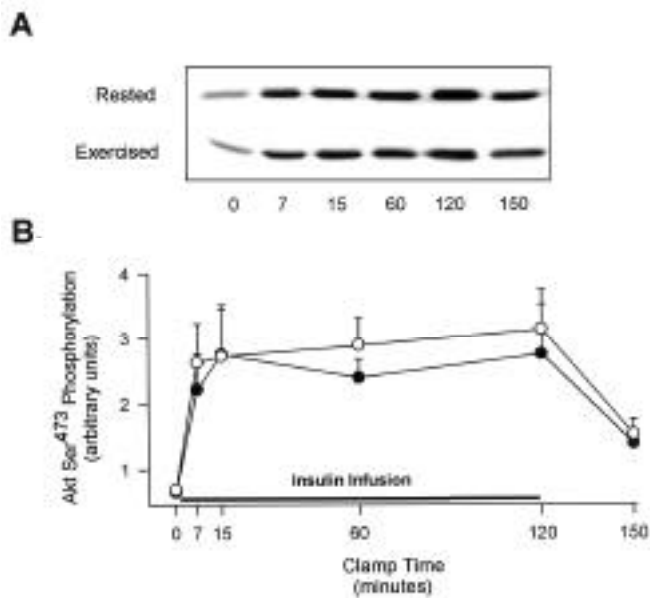 A
Rested
Exercised
0 7 15 60 120 150
B
Akt Ser473 Phosphorylation
(arbitrary units)
4
3
2
1
Insulin Infusion
0 7 15 60 120 150
Clamp Time
(minutes)